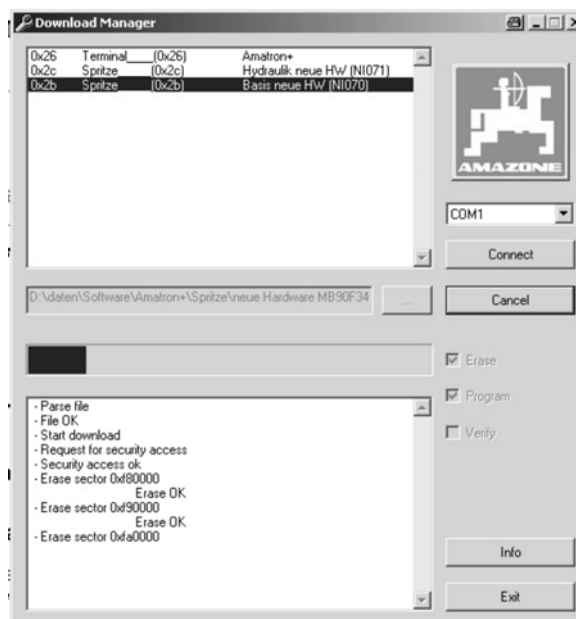 Download Manager
0x26 Terminal____(0x26) Amatron+
0x2c Spritze____(0x2c) Hydraulik neue HW (NI071)
0x2b Spritze____(0x2b) Basis neue HW (NI070)
AMAZONE
COM1
Connect
D:\daten\Software\Amatron+\Spritze\neue Hardware MB90F34
...
Cancel
Erase
Program
Verify
- Parse file
- File OK
- Start download
- Request for security access
- Security access ok
- Erase sector 0xf80000
Erase OK
- Erase sector 0xf90000
Erase OK
- Erase sector 0xfa0000
Info
Exit